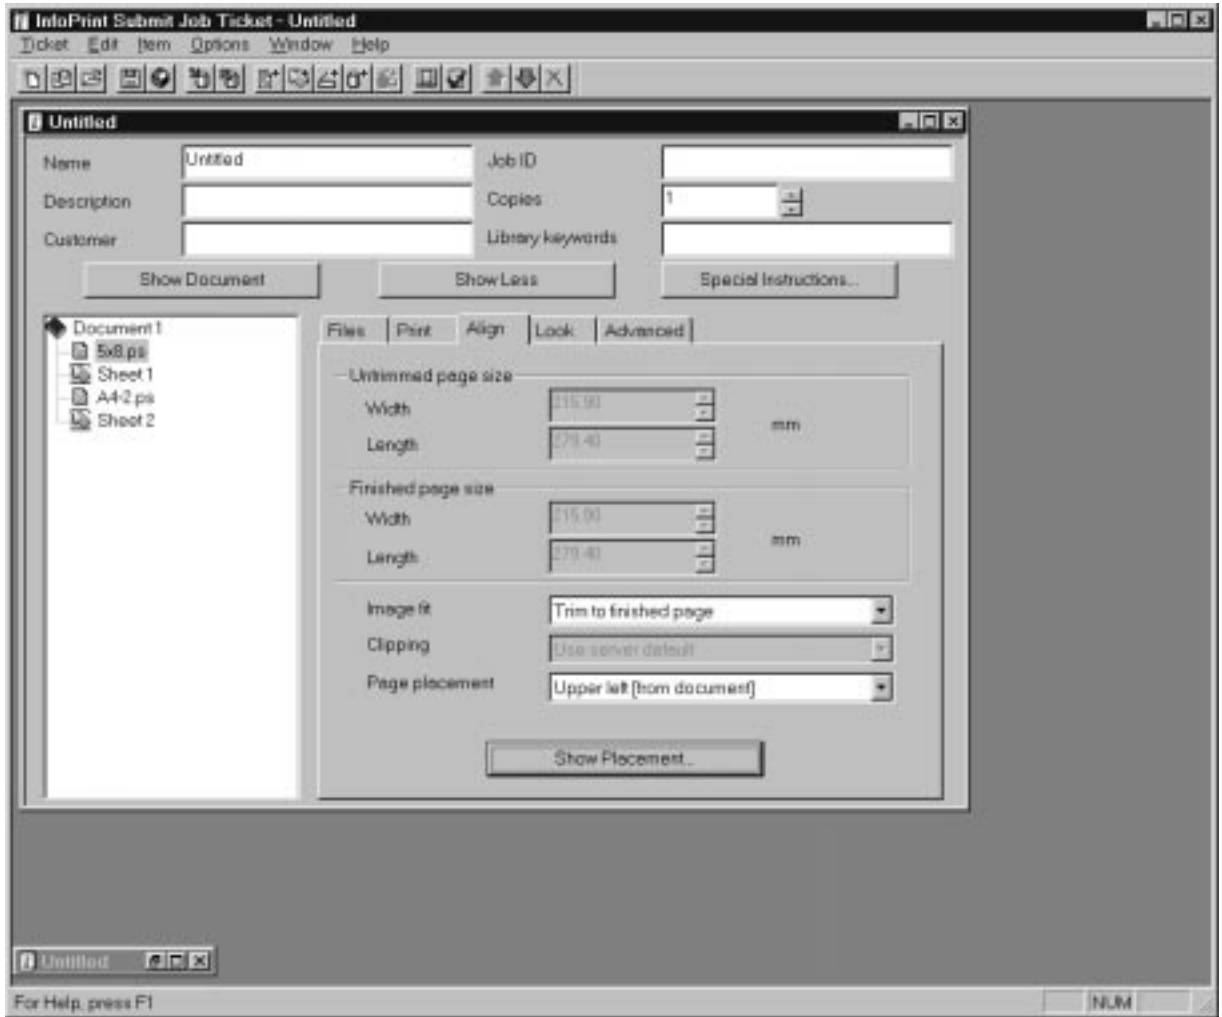 InfoPrint Submit Job Ticket - Untitled
Ticket Edit Item Options Window Help
Untitled
Name Untitled Job ID
Description Copies 1
Customer Library keywords
Show Document Show Less Special Instructions...
Document 1
5x8.ps
Sheet 1
A4-2.ps
Sheet 2
Files Print Align Look Advanced
Untrimmed page size
Width 215.90
mm
Length 279.40
Finished page size
Width 215.90
mm
Length 279.40
Image fit Trim to finished page
Clipping Use server default
Page placement Upper left [from document]
Show Placement...
Untitled
For Help, press F1 NUM